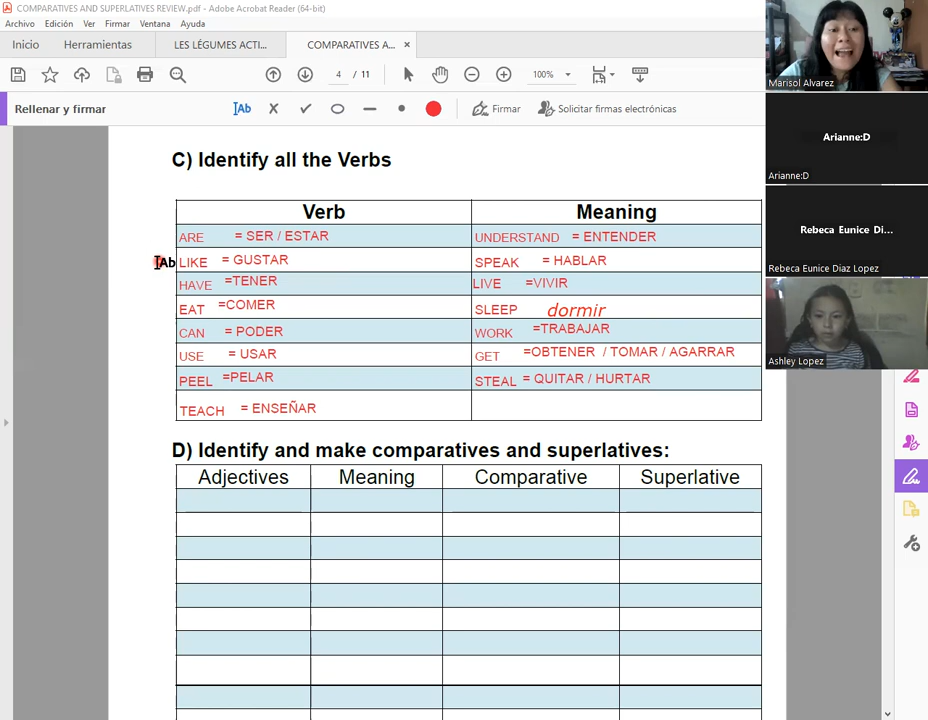 COMPARATIVES AND SUPERLATIVES REVIEW.pdf - Adobe Acrobat Reader (64-bit)
Archivo Edición Ver Firmar Ventana Ayuda
Inicio Herramientas LES LÉGUMES ACTI... COMPARATIVES A... ×
4 / 11 100%
Rellenar y firmar Ab Firmar Solicitar firmas electrónicas
Marisol Alvarez
Arianne:D
Arianne:D
Rebeca Eunice Di...
Rebeca Eunice Diaz Lopez
Ashley Lopez
C) Identify all the Verbs
Verb Meaning
ARE = SER / ESTAR UNDERSTAND = ENTENDER
Ab LIKE = GUSTAR SPEAK = HABLAR
HAVE =TENER LIVE =VIVIR
EAT =COMER SLEEP dormir
CAN = PODER WORK =TRABAJAR
USE = USAR GET =OBTENER / TOMAR / AGARRAR
PEEL =PELAR STEAL = QUITAR / HURTAR
TEACH = ENSEÑAR
D) Identify and make comparatives and superlatives:
Adjectives Meaning Comparative Superlative